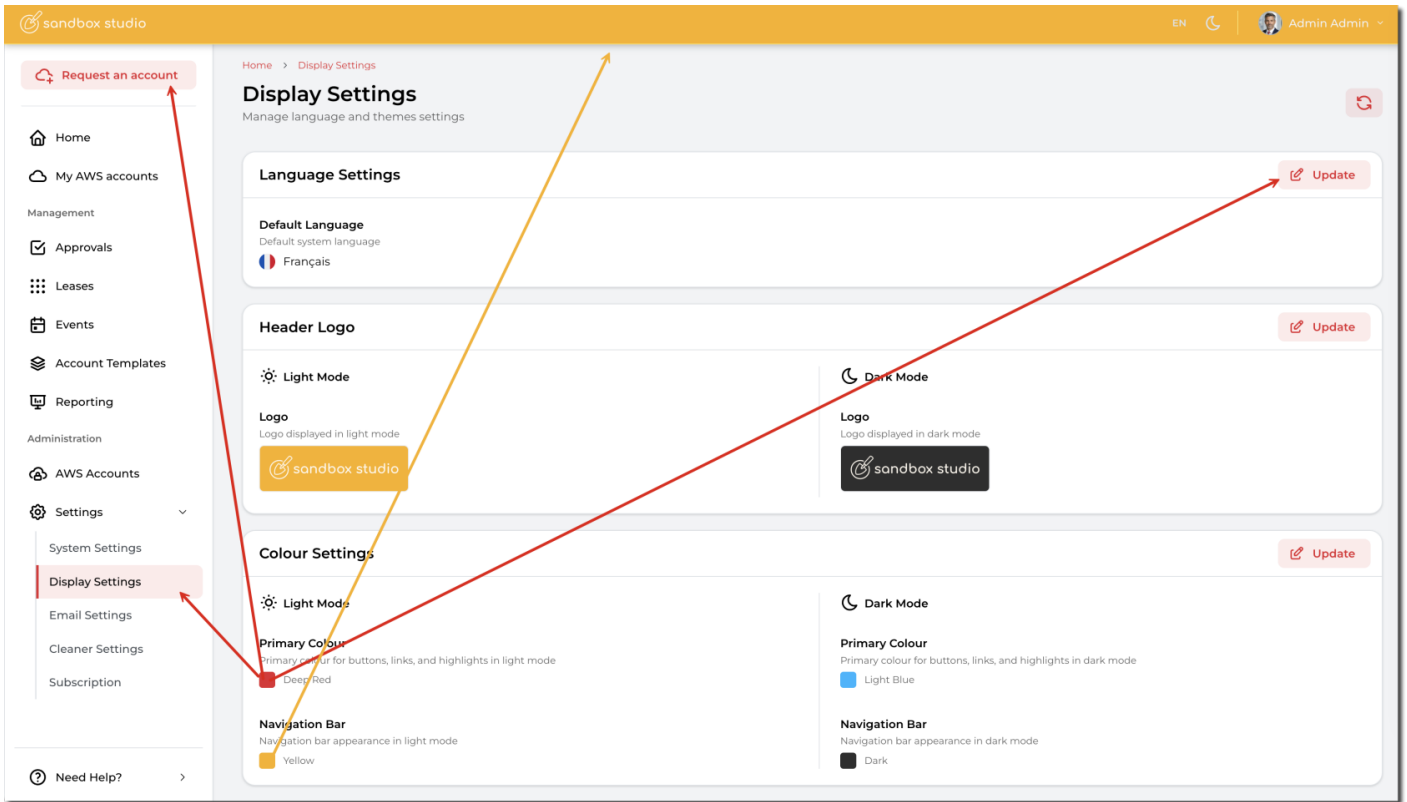 sandbox studio
EN
Admin Admin
Request an account
Home
My AWS accounts
Management
Approvals
Leases
Events
Account Templates
Reporting
Administration
AWS Accounts
Settings
System Settings
Display Settings
Email Settings
Cleaner Settings
Subscription
Need Help?
Home > Display Settings
Display Settings
Manage language and themes settings
Language Settings
Update
Default Language
Default system language
Français
Header Logo
Update
Light Mode
Logo
Logo displayed in light mode
sandbox studio
Dark Mode
Logo
Logo displayed in dark mode
sandbox studio
Colour Settings
Update
Light Mode
Primary Colour
Primary colour for buttons, links, and highlights in light mode
Deep Red
Navigation Bar
Navigation bar appearance in light mode
Yellow
Dark Mode
Primary Colour
Primary colour for buttons, links, and highlights in dark mode
Light Blue
Navigation Bar
Navigation bar appearance in dark mode
Dark